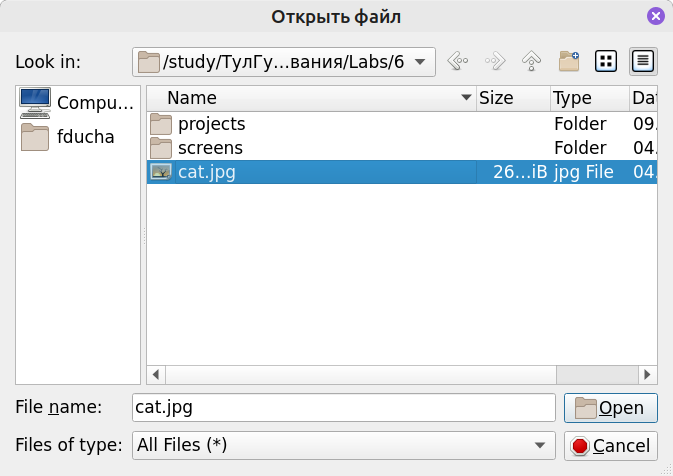 Открыть файл
Look in: /study/ТулГу...вания/Labs/6
Compu...
fducha
Name Size Type Dat
projects Folder 09.
screens Folder 04.
cat.jpg 26...iB jpg File 04.
File name: cat.jpg Open
Files of type: All Files (*) Cancel